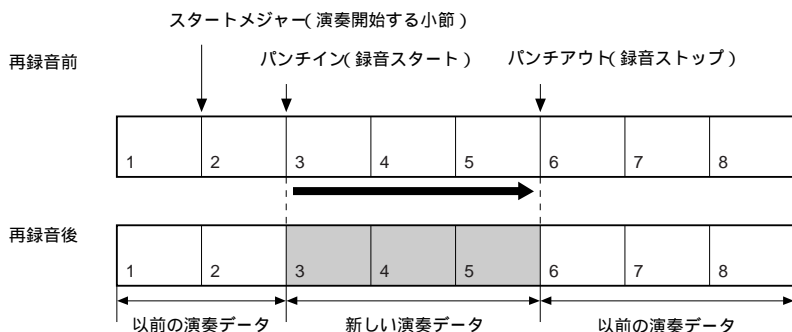 スタートメジャー(演奏開始する小節)
再録音前
パンチイン(録音スタート)
パンチアウト(録音ストップ)
1 2 3 4 5 6 7 8
再録音後
1 2 3 4 5 6 7 8
以前の演奏データ 新しい演奏データ 以前の演奏データ